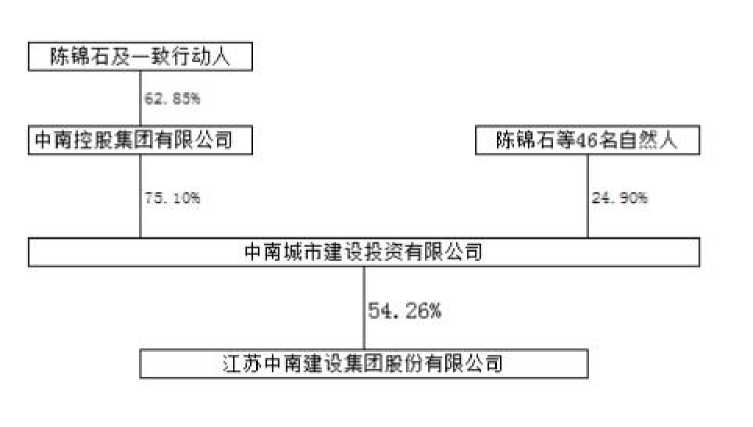 陈锦石及一致行动人
62.85%
中南控股集团有限公司
陈锦石等46名自然人
75.10%
24.90%
中南城市建设投资有限公司
54.26%
江苏中南建设集团股份有限公司